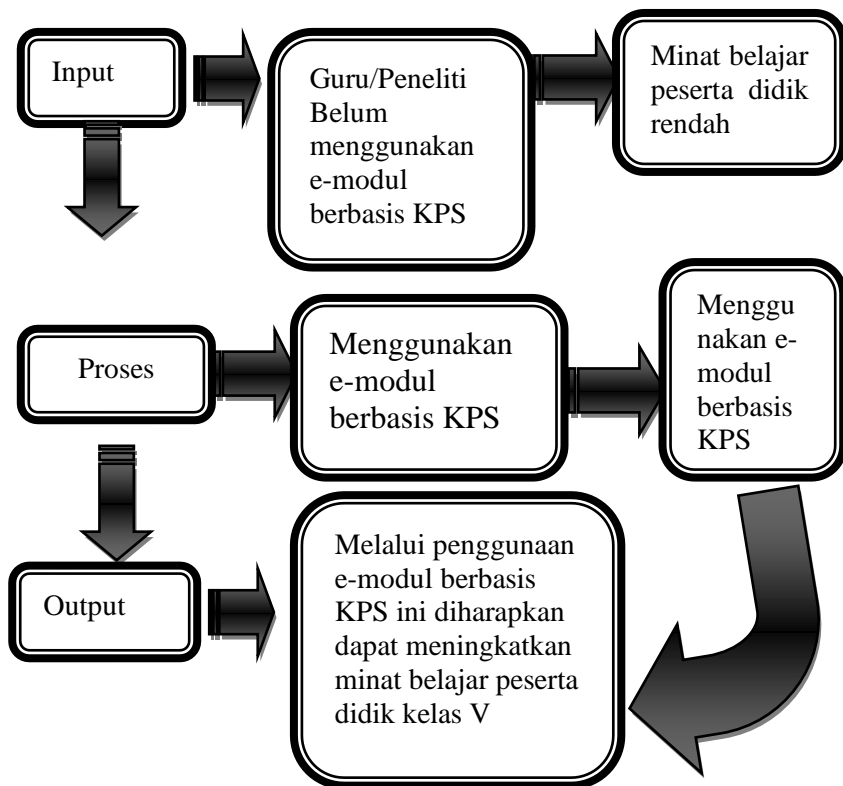 Input
Guru/Peneliti
Belum
menggunakan
e-modul
berbasis KPS
Minat belajar
peserta didik
rendah
Proses
Menggunakan
e-modul
berbasis KPS
Menggu
nakan e-
modul
berbasis
KPS
Output
Melalui penggunaan
e-modul berbasis
KPS ini diharapkan
dapat meningkatkan
minat belajar peserta
didik kelas V